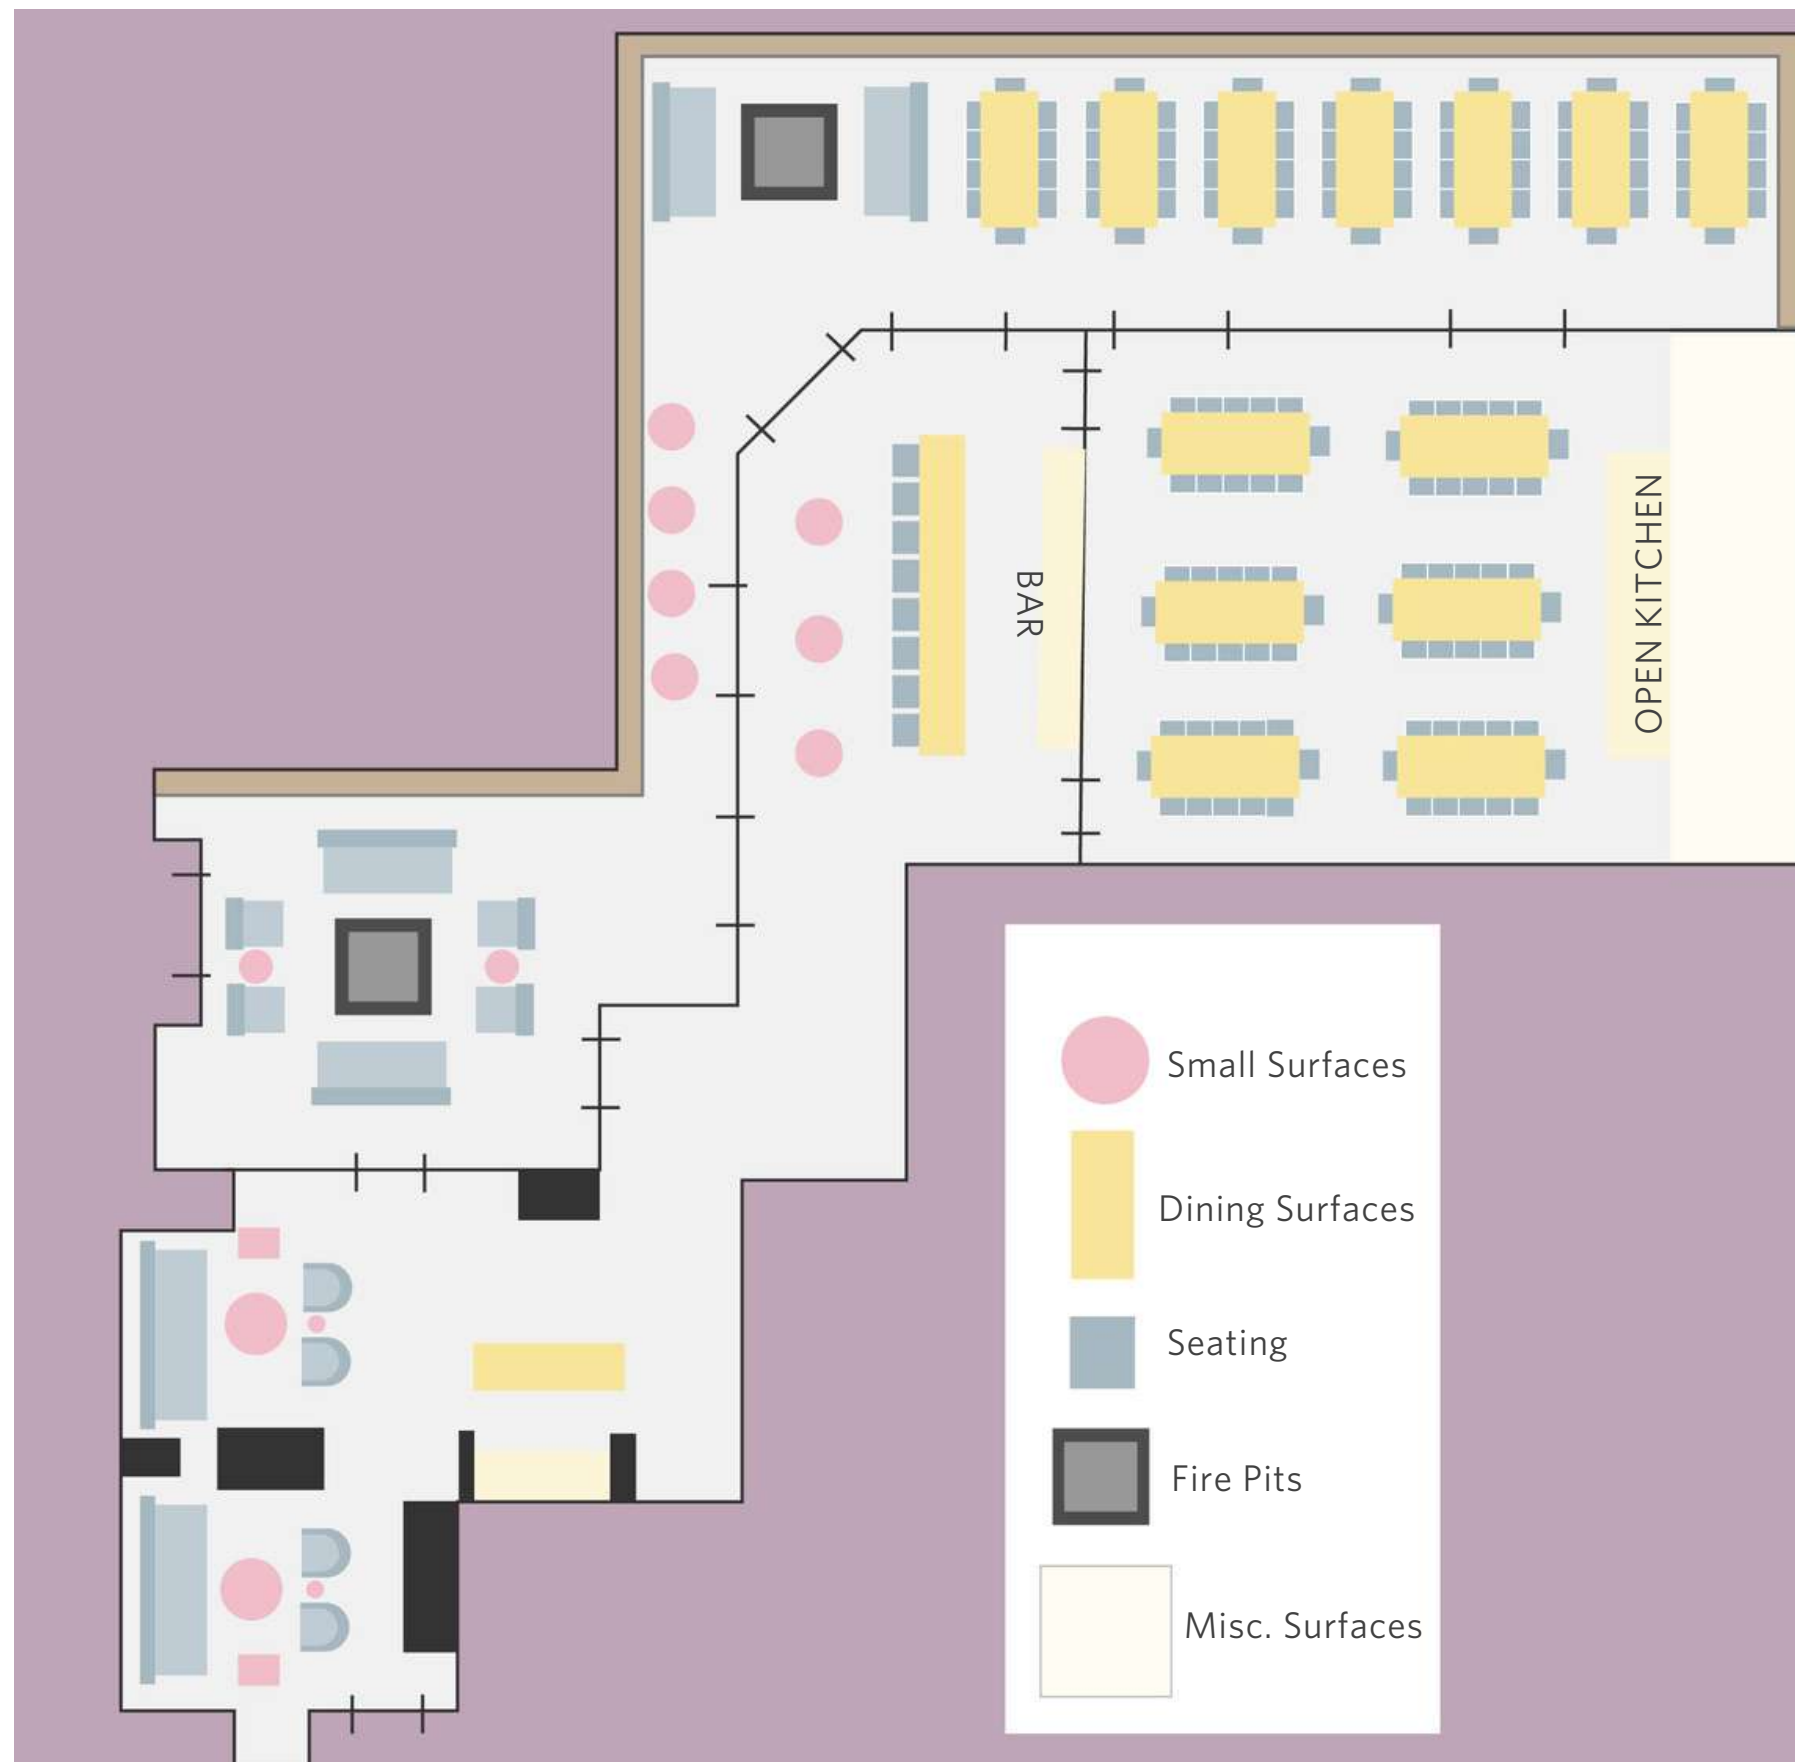 BAR
OPEN KITCHEN
Small Surfaces
Dining Surfaces
Seating
Fire Pits
Misc. Surfaces